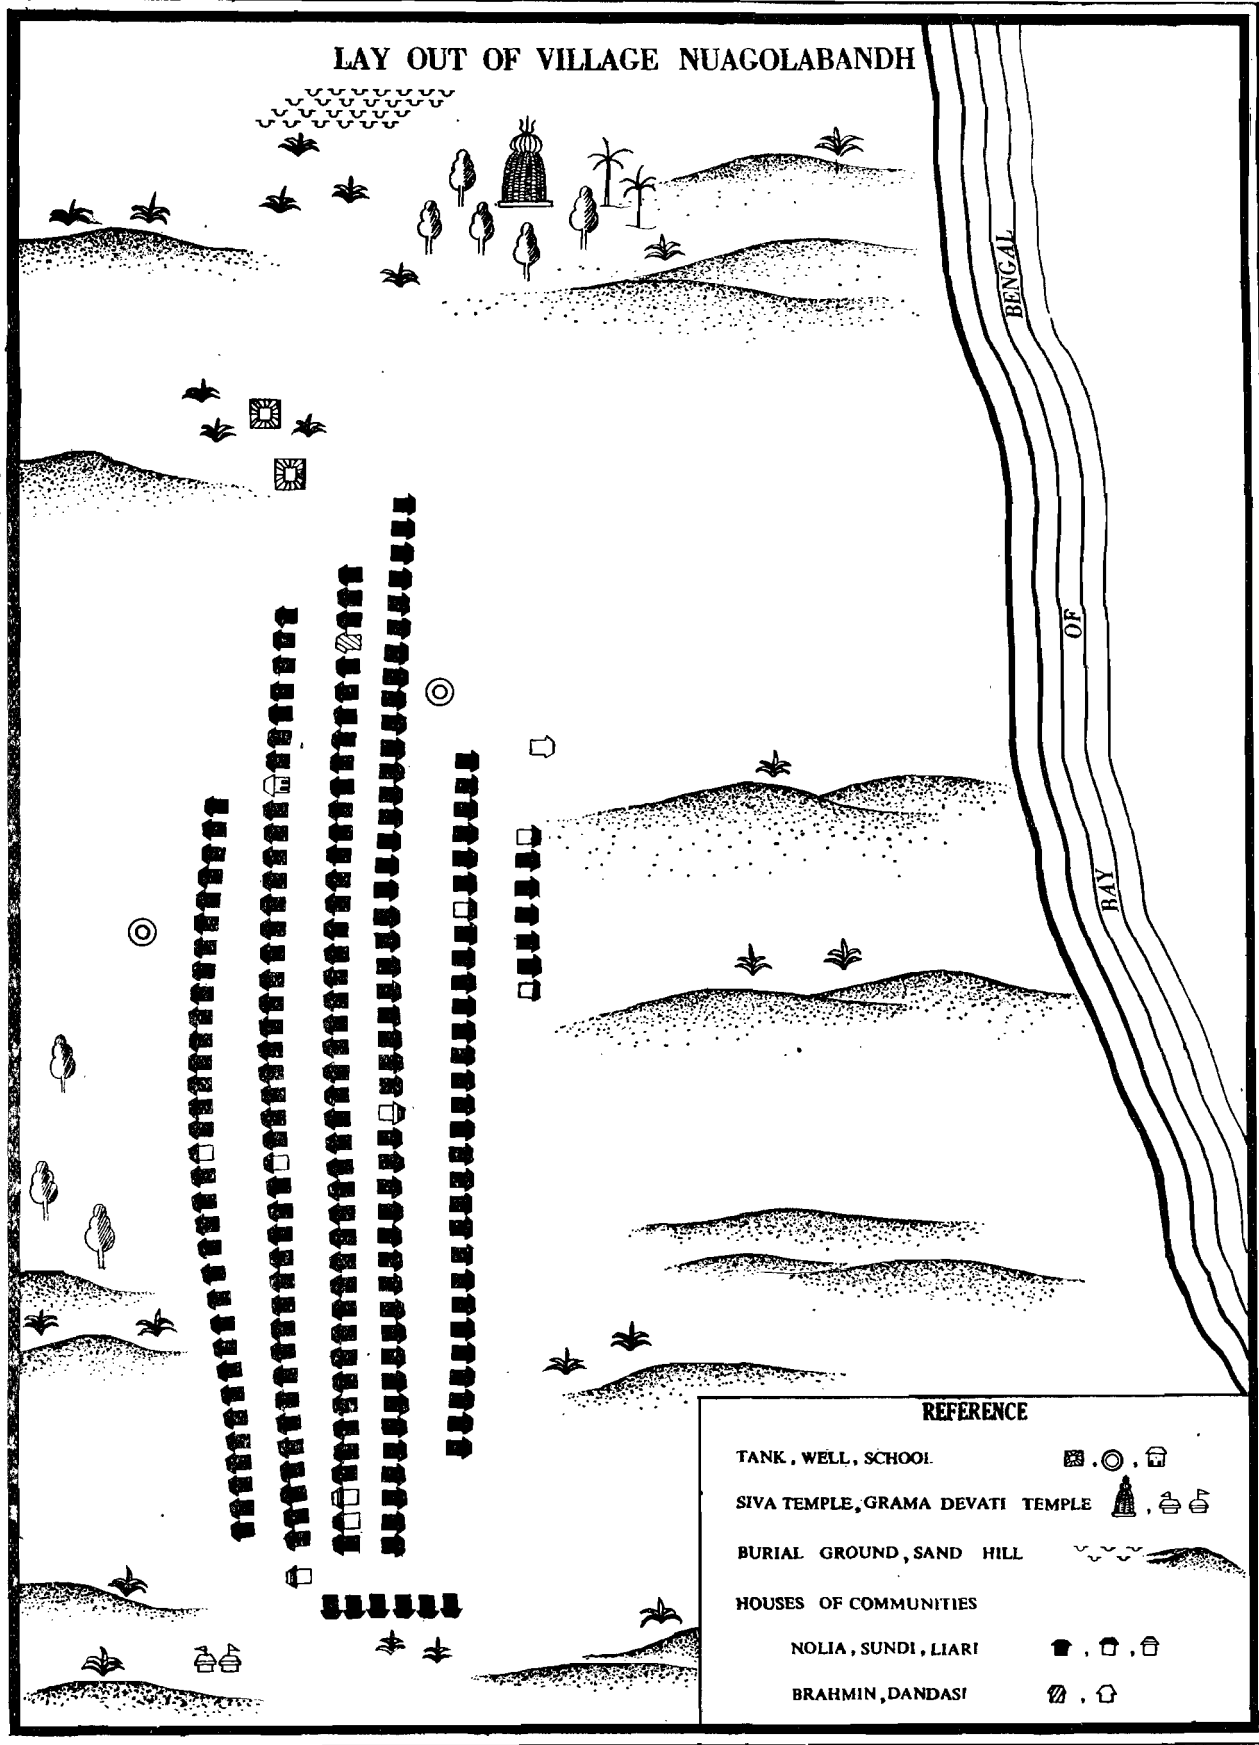 LAY OUT OF VILLAGE NUAGOLABANDH
BAY OF BENGAL
REFERENCE
TANK, WELL, SCHOOL
SIVA TEMPLE, GRAMA DEVATI TEMPLE
BURIAL GROUND, SAND HILL
HOUSES OF COMMUNITIES
NOLIA, SUNDI, LIARI
BRAHMIN, DANDASI